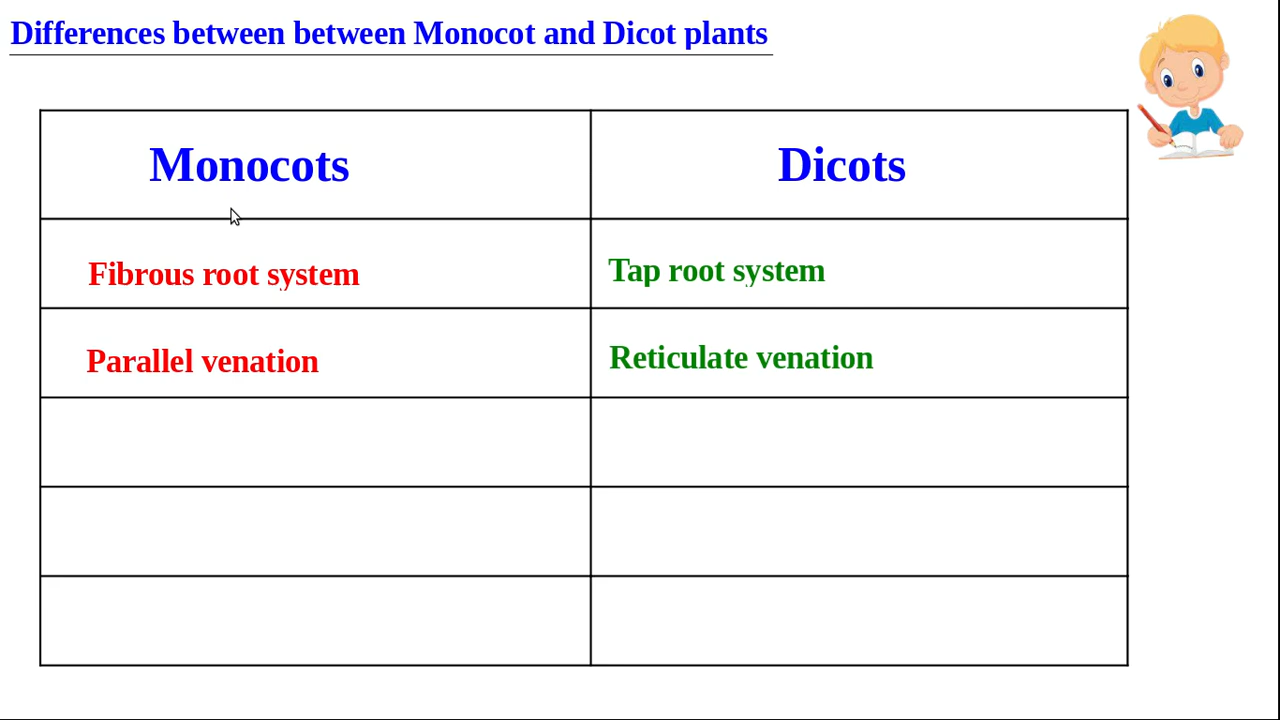 Differences between between Monocot and Dicot plants
Monocots
Dicots
Fibrous root system
Tap root system
Parallel venation
Reticulate venation